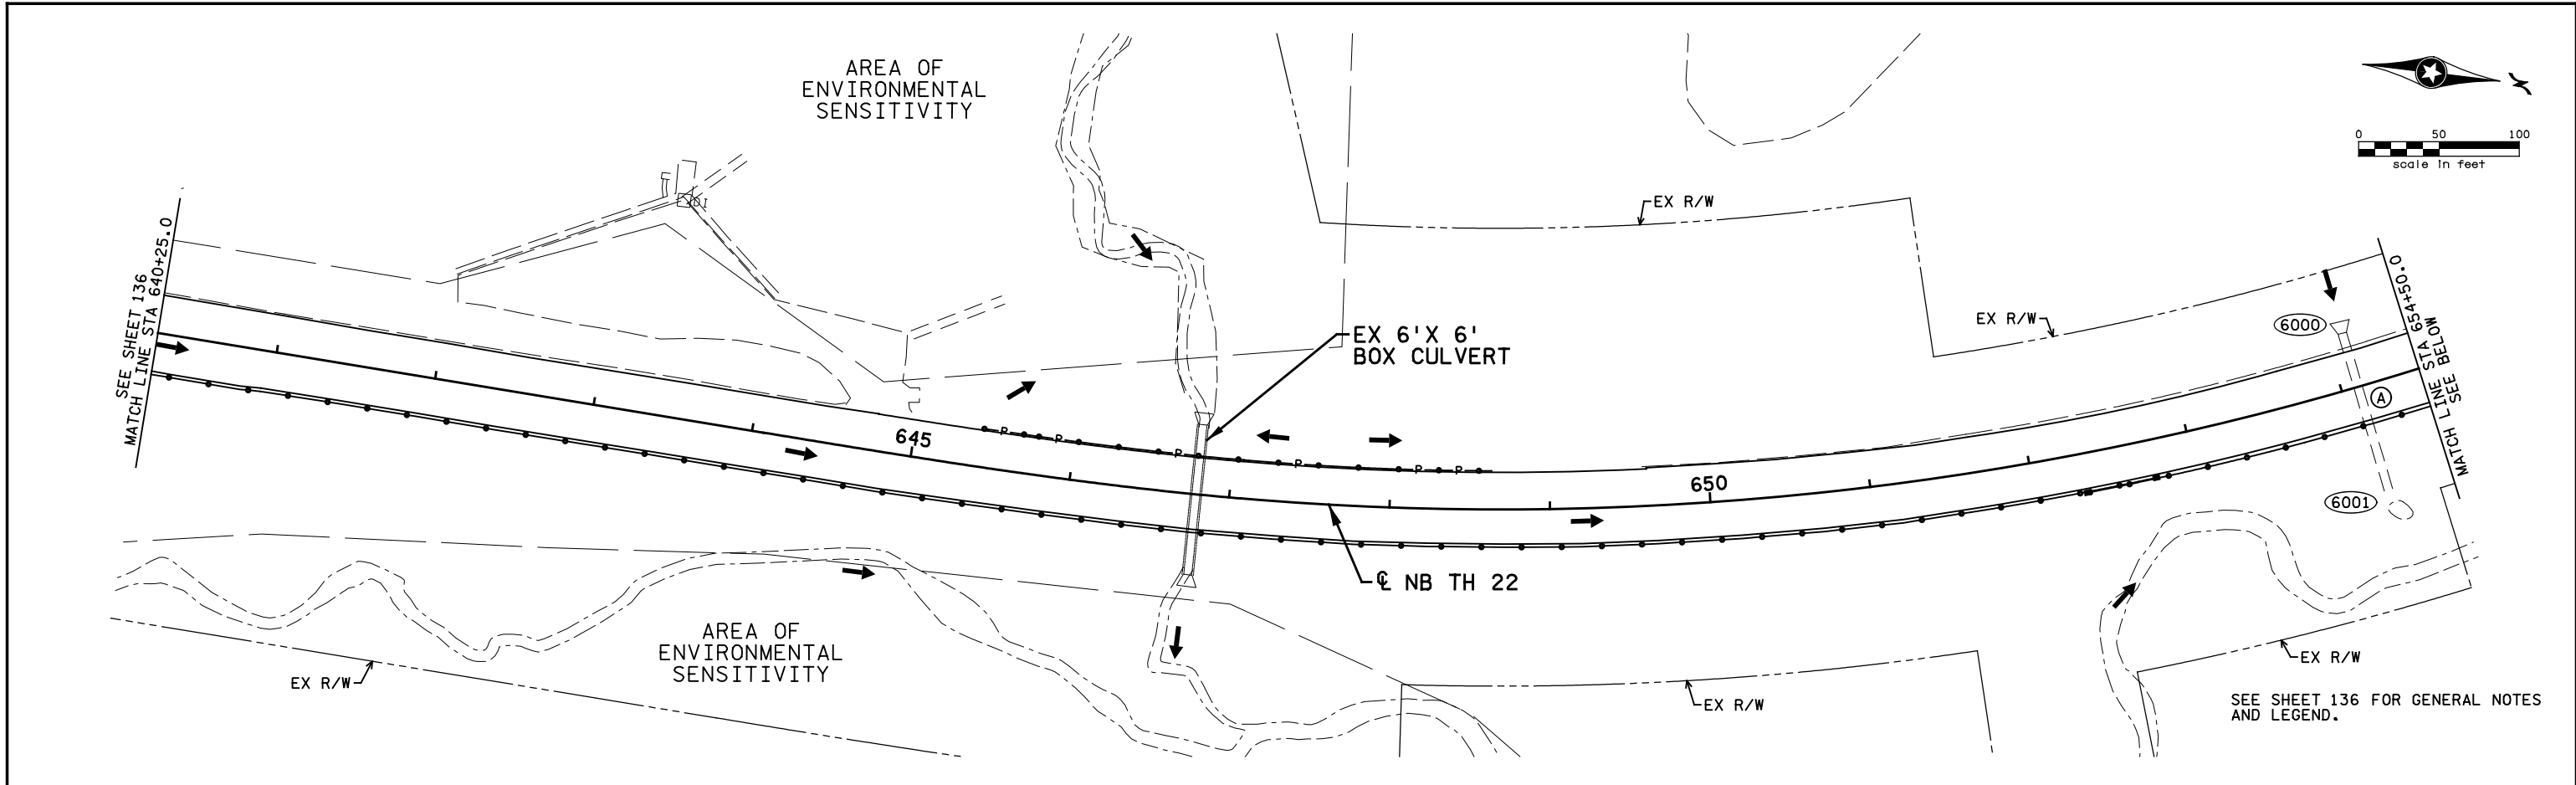 AREA OF
ENVIRONMENTAL
SENSITIVITY
0 50 100
scale in feet
EX R/W
DI
SEE SHEET 136
MATCH LINE STA 640+25.0
EX R/W
6000
EX 6'X 6'
BOX CULVERT
MATCH LINE STA 654+50.0
SEE BELOW
A
P P P P P P
645
650
6001
℄ NB TH 22
AREA OF
ENVIRONMENTAL
SENSITIVITY
EX R/W
EX R/W
EX R/W
SEE SHEET 136 FOR GENERAL NOTES
AND LEGEND.